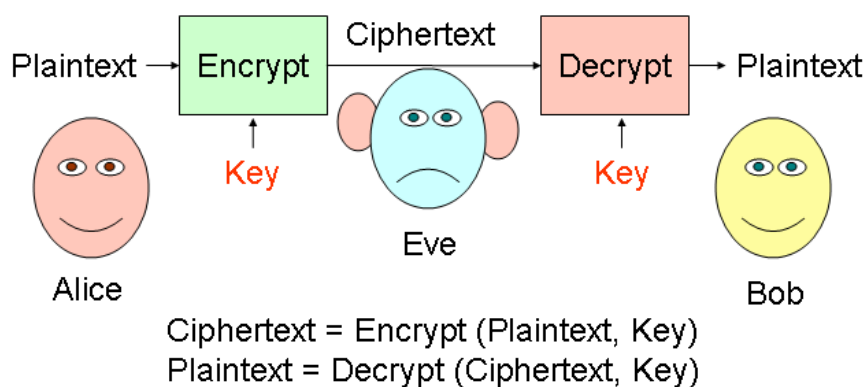 Ciphertext
Plaintext
Encrypt
Decrypt
Plaintext
Key
Key
Eve
Alice
Bob
Ciphertext = Encrypt (Plaintext, Key)
Plaintext = Decrypt (Ciphertext, Key)